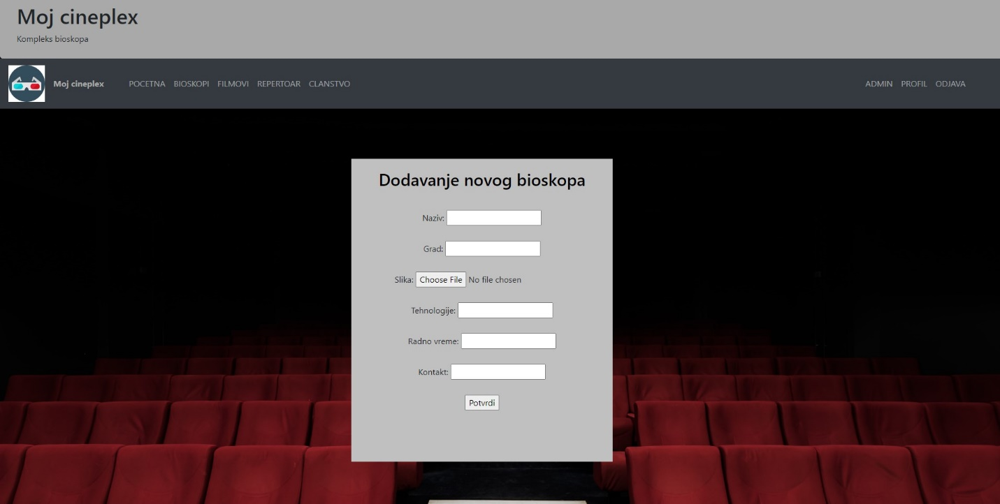 Moj cineplex
Kompleks bioskopa
Moj cineplex POCETNA BIOSKOPI FILMOVI REPERTOAR CLANSTVO ADMIN PROFIL ODJAVA
Dodavanje novog bioskopa
Naziv:
Grad:
Slika: Choose File No file chosen
Tehnologije:
Radno vreme:
Kontakt:
Potvrdi